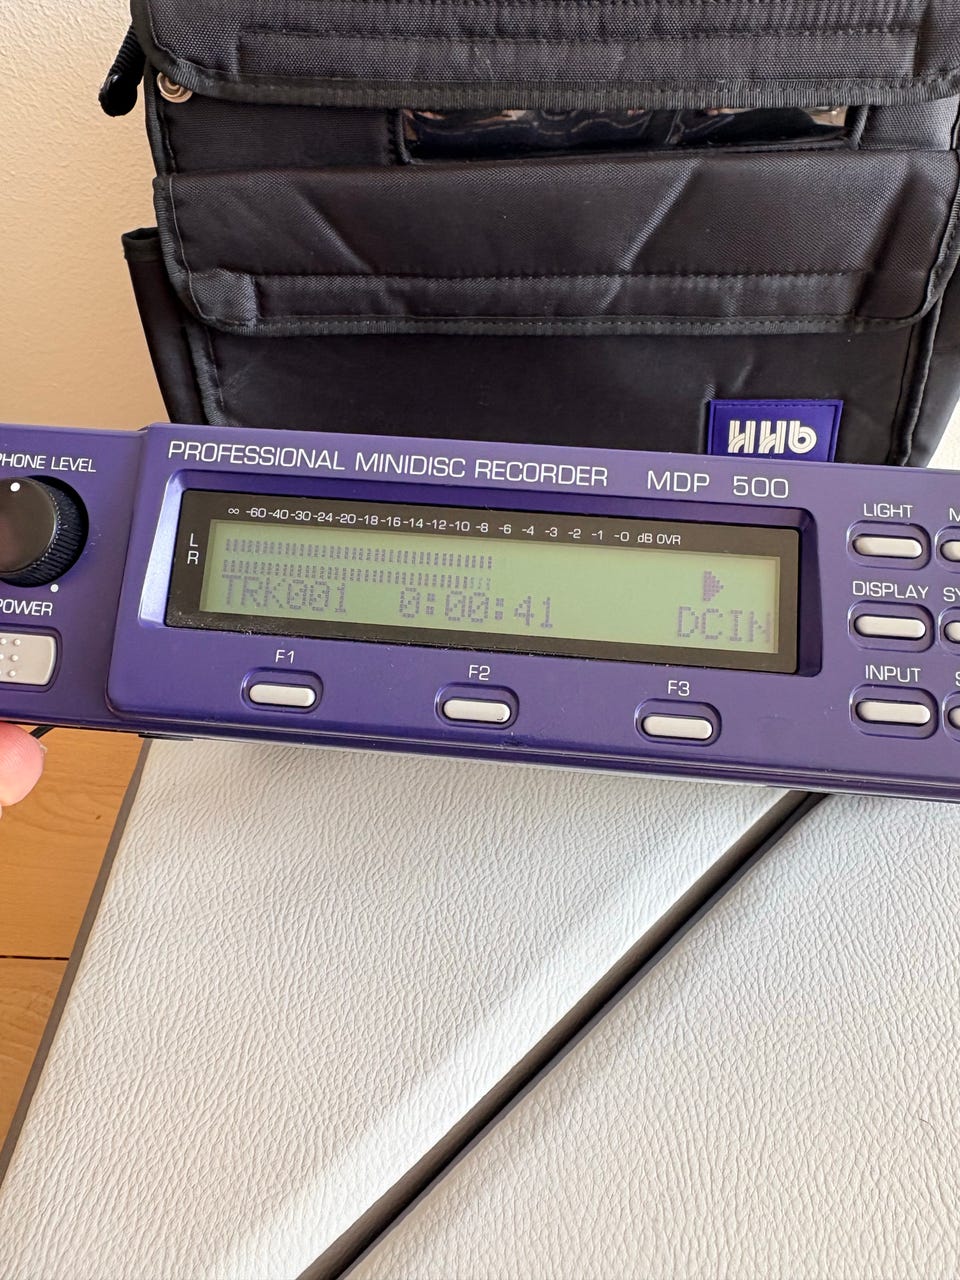 HHb
PHONE LEVEL
PROFESSIONAL MINIDISC RECORDER MDP 500
LIGHT
∞ -60-40-30-24-20-18-16-14-12-10 -8 -6 -4 -3 -2 -1 -0 dB OVR
L
R
TRK001 0:00:41 DCIN
DISPLAY
POWER
F1
F2
F3
INPUT